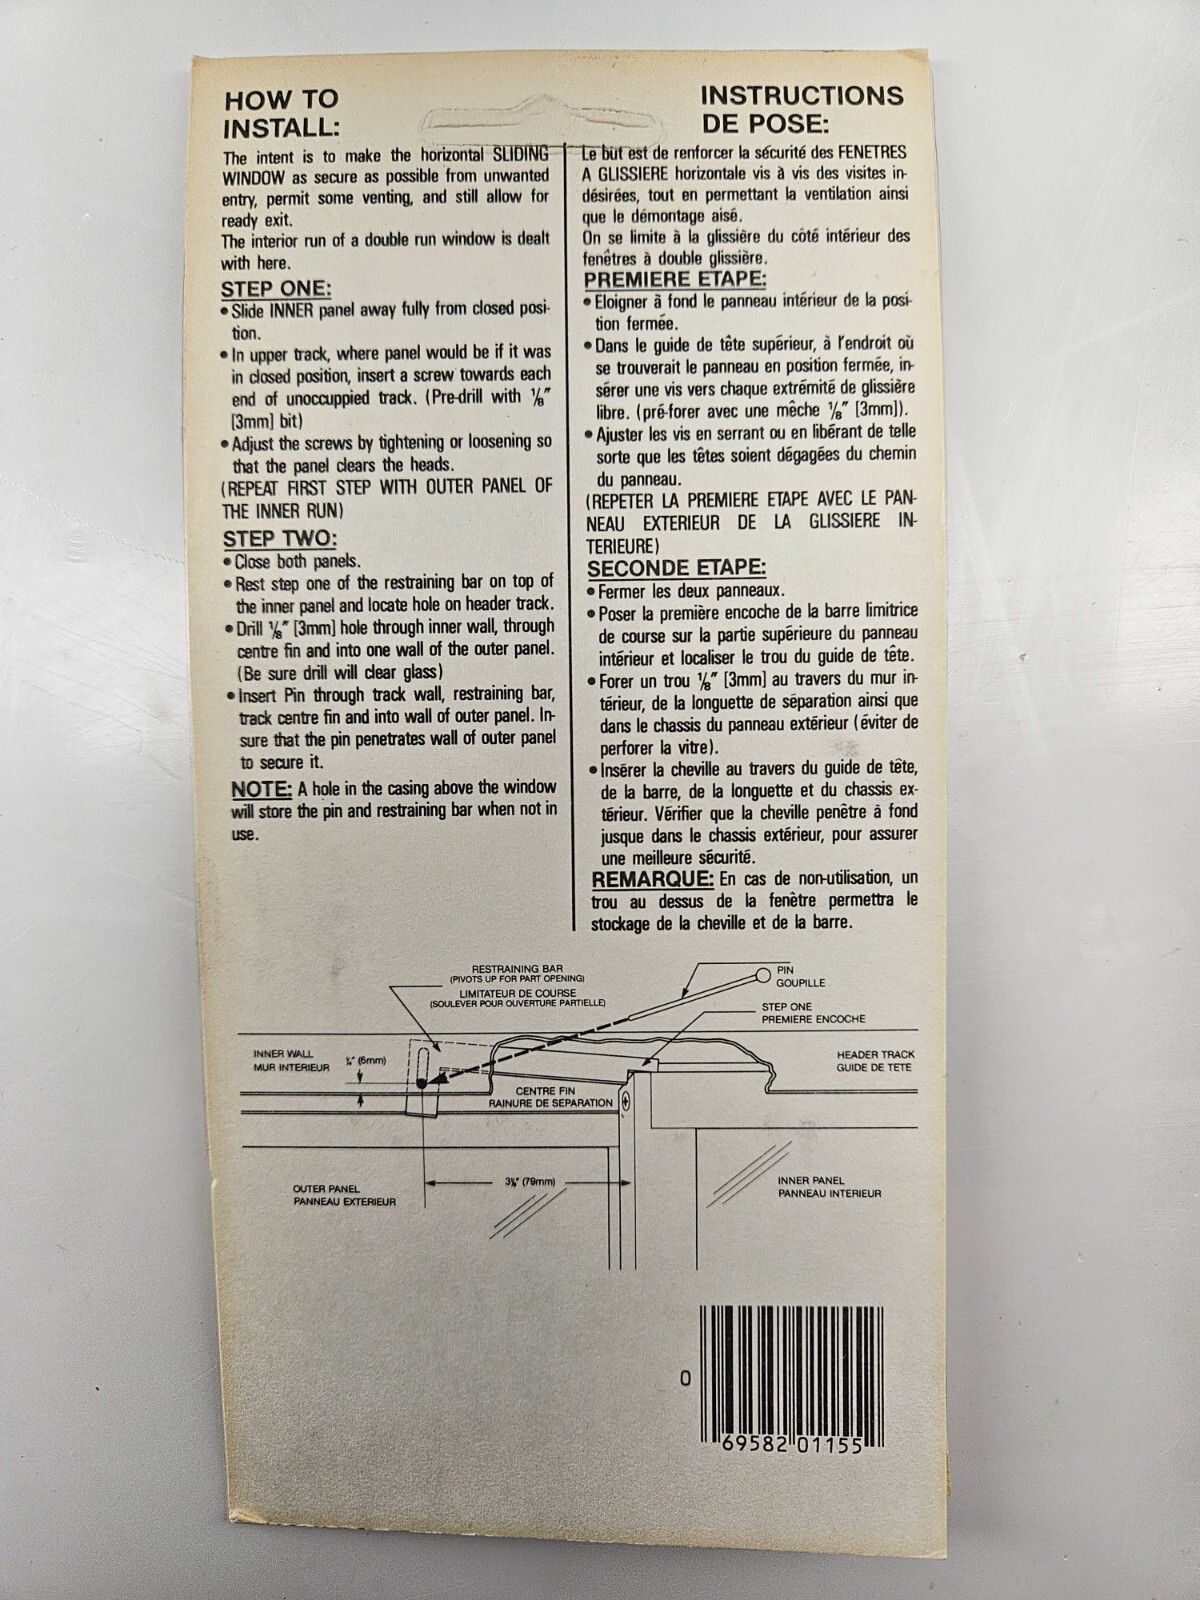 HOW TO
INSTALL:
The intent is to make the horizontal SLIDING
WINDOW as secure as possible from unwanted
entry, permit some venting, and still allow for
ready exit.
The interior run of a double run window is dealt
with here.
STEP ONE:
• Slide INNER panel away fully from closed posi-
tion.
• In upper track, where panel would be if it was
in closed position, insert a screw towards each
end of unoccuppied track. (Pre-drill with ⅛"
[3mm] bit)
• Adjust the screws by tightening or loosening so
that the panel clears the heads.
(REPEAT FIRST STEP WITH OUTER PANEL OF
THE INNER RUN)
STEP TWO:
• Close both panels.
• Rest step one of the restraining bar on top of
the inner panel and locate hole on header track.
• Drill ⅛" [3mm] hole through inner wall, through
centre fin and into one wall of the outer panel.
(Be sure drill will clear glass)
• Insert Pin through track wall, restraining bar,
track centre fin and into wall of outer panel. In-
sure that the pin penetrates wall of outer panel
to secure it.
NOTE: A hole in the casing above the window
will store the pin and restraining bar when not in
use.
INSTRUCTIONS
DE POSE:
Le but est de renforcer la sécurité des FENETRES
A GLISSIERE horizontale vis à vis des visites in-
désirées, tout en permettant la ventilation ainsi
que le démontage aisé.
On se limite à la glissière du côté intérieur des
fenêtres à double glissière.
PREMIERE ETAPE:
• Eloigner à fond le panneau intérieur de la posi-
tion fermée.
• Dans le guide de tête supérieur, à l'endroit où
se trouverait le panneau en position fermée, in-
sérer une vis vers chaque extrémité de glissière
libre. (pré-forer avec une mêche ⅛" [3mm]).
• Ajuster les vis en serrant ou en libérant de telle
sorte que les têtes soient dégagées du chemin
du panneau.
(REPETER LA PREMIERE ETAPE AVEC LE PAN-
NEAU EXTERIEUR DE LA GLISSIERE IN-
TERIEURE)
SECONDE ETAPE:
• Fermer les deux panneaux.
• Poser la première encoche de la barre limitrice
de course sur la partie supérieure du panneau
intérieur et localiser le trou du guide de tête.
• Forer un trou ⅛" [3mm] au travers du mur in-
térieur, de la longuette de séparation ainsi que
dans le chassis du panneau extérieur (éviter de
perforer la vitre).
• Insérer la cheville au travers du guide de tête,
de la barre, de la longuette et du chassis ex-
térieur. Vérifier que la cheville penêtre à fond
jusque dans le chassis extérieur, pour assurer
une meilleure sécurité.
REMARQUE: En cas de non-utilisation, un
trou au dessus de la fenêtre permettra le
stockage de la cheville et de la barre.
RESTRAINING BAR
(PIVOTS UP FOR PART OPENING)
LIMITATEUR DE COURSE
(SOULEVER POUR OUVERTURE PARTIELLE)
PIN
GOUPILLE
STEP ONE
PREMIERE ENCOCHE
INNER WALL
MUR INTERIEUR
¼" (6mm)
HEADER TRACK
GUIDE DE TETE
CENTRE FIN
RAINURE DE SEPARATION
3⅛" (79mm)
OUTER PANEL
PANNEAU EXTERIEUR
INNER PANEL
PANNEAU INTERIEUR
0 69582 01155